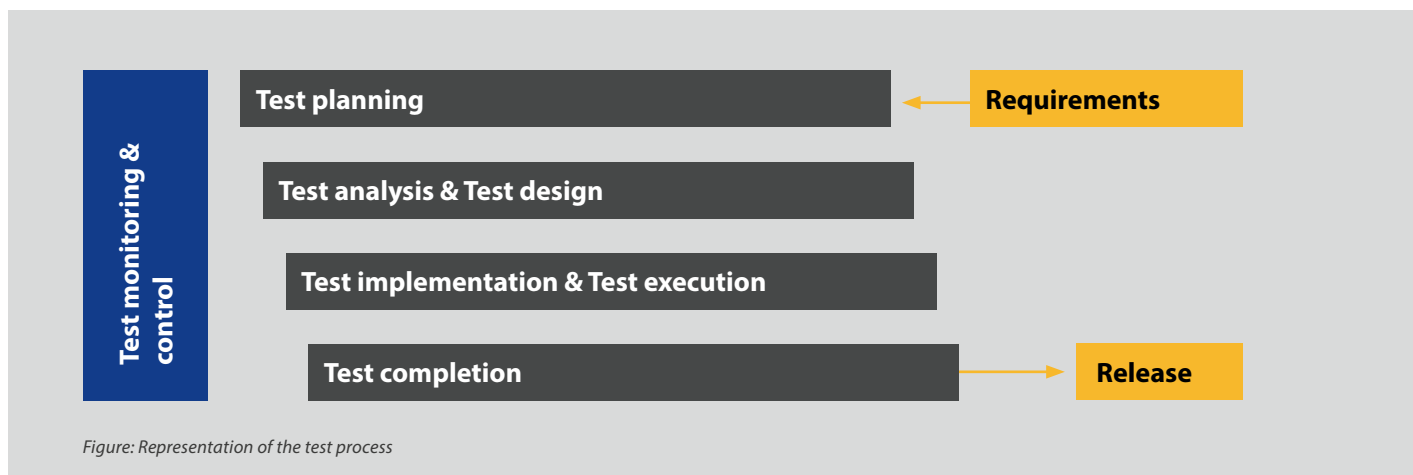 Test monitoring &
control
Test planning
Requirements
Test analysis & Test design
Test implementation & Test execution
Test completion
Release
Figure: Representation of the test process